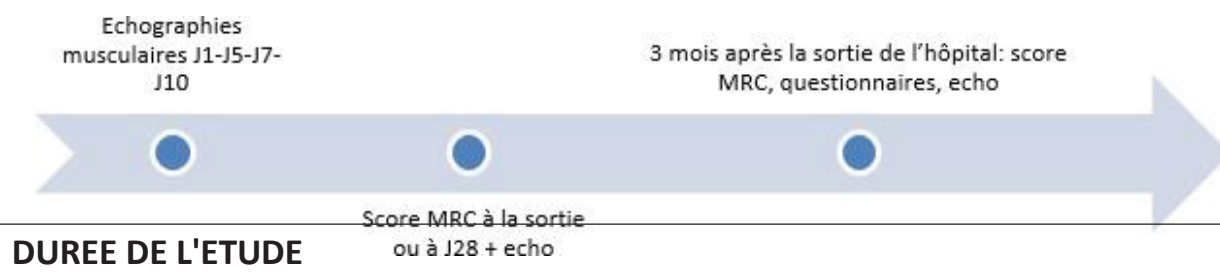 Echographies
musculaires J1-J5-J7-
J10
3 mois après la sortie de l'hôpital: score
MRC, questionnaires, echo
Score MRC à la sortie
ou à J28 + echo
DUREE DE L'ETUDE